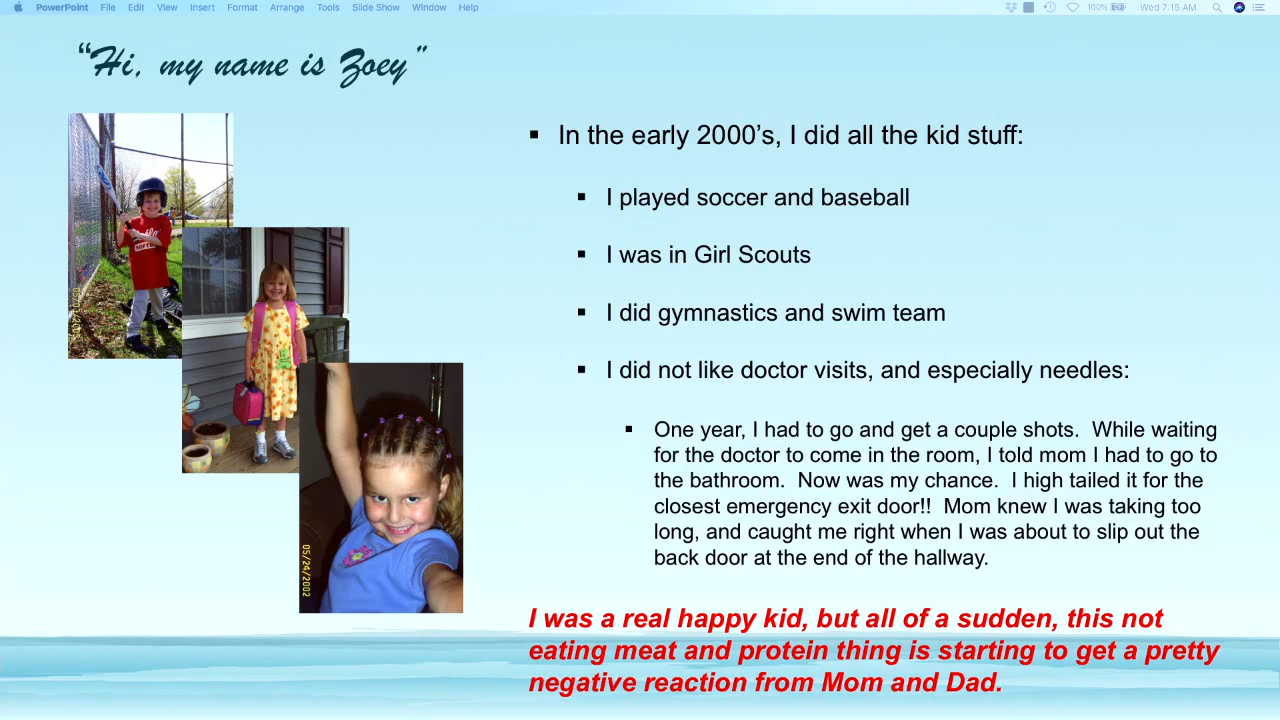 PowerPoint File Edit View Insert Format Arrange Tools Slide Show Window Help 100% Wed 7:15 AM
“Hi, my name is Zoey”
▪ In the early 2000’s, I did all the kid stuff:
▪ I played soccer and baseball
▪ I was in Girl Scouts
▪ I did gymnastics and swim team
▪ I did not like doctor visits, and especially needles:
▪ One year, I had to go and get a couple shots. While waiting
for the doctor to come in the room, I told mom I had to go to
the bathroom. Now was my chance. I high tailed it for the
closest emergency exit door!! Mom knew I was taking too
long, and caught me right when I was about to slip out the
back door at the end of the hallway.
I was a real happy kid, but all of a sudden, this not
eating meat and protein thing is starting to get a pretty
negative reaction from Mom and Dad.
05/24/2002